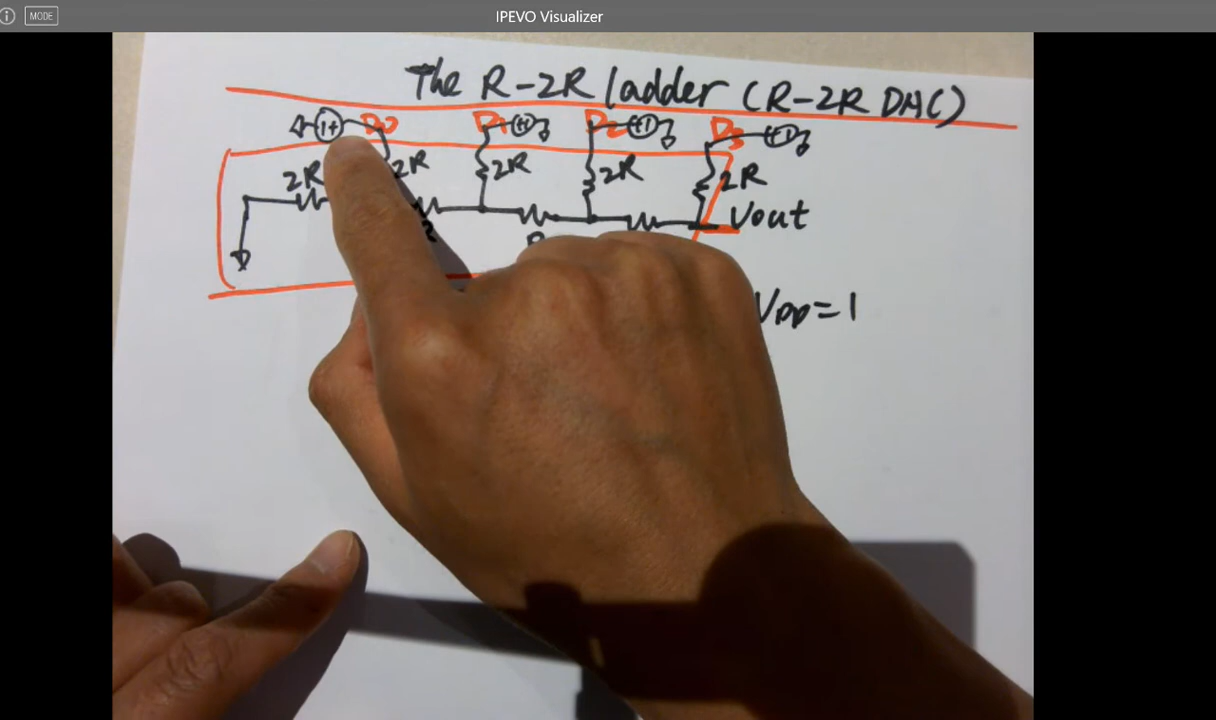 MODE
IPEVO Visualizer
The R-2R ladder (R-2R DAC)
D0 D1 D2 D3
2R 2R 2R 2R 2R
Vout
VDD=1